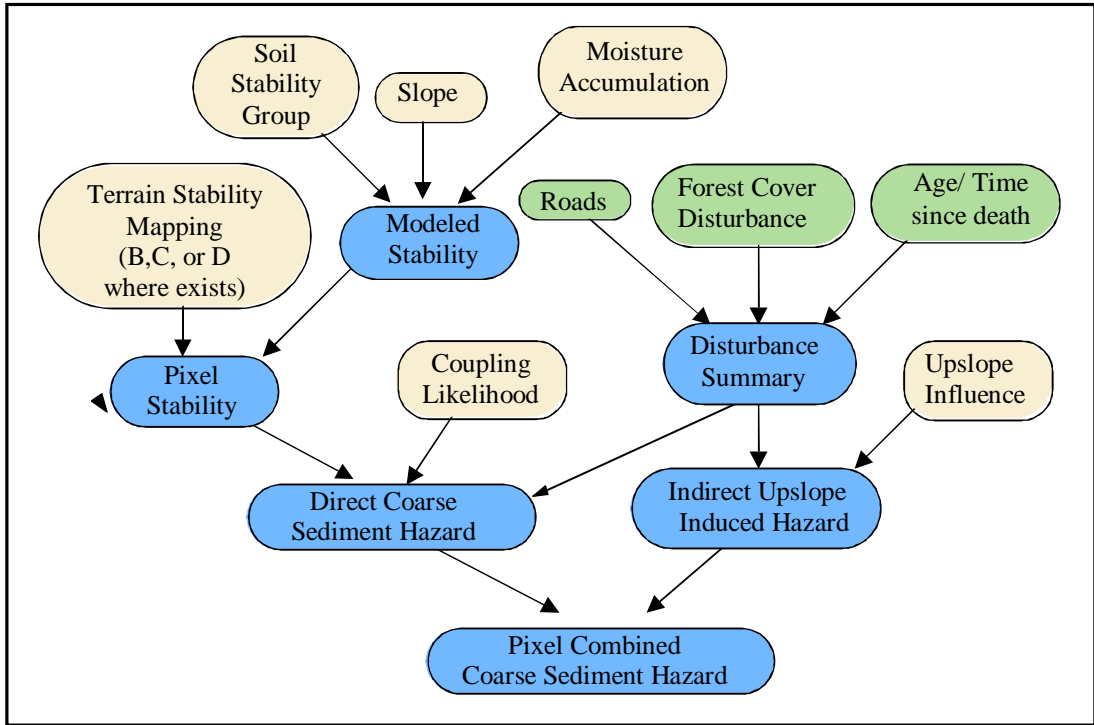 Soil
Stability
Group
Slope
Moisture
Accumulation
Terrain Stability
Mapping
(B,C, or D
where exists)
Modeled
Stability
Roads
Forest Cover
Disturbance
Age/ Time
since death
Pixel
Stability
Coupling
Likelihood
Disturbance
Summary
Upslope
Influence
Direct Coarse
Sediment Hazard
Indirect Upslope
Induced Hazard
Pixel Combined
Coarse Sediment Hazard